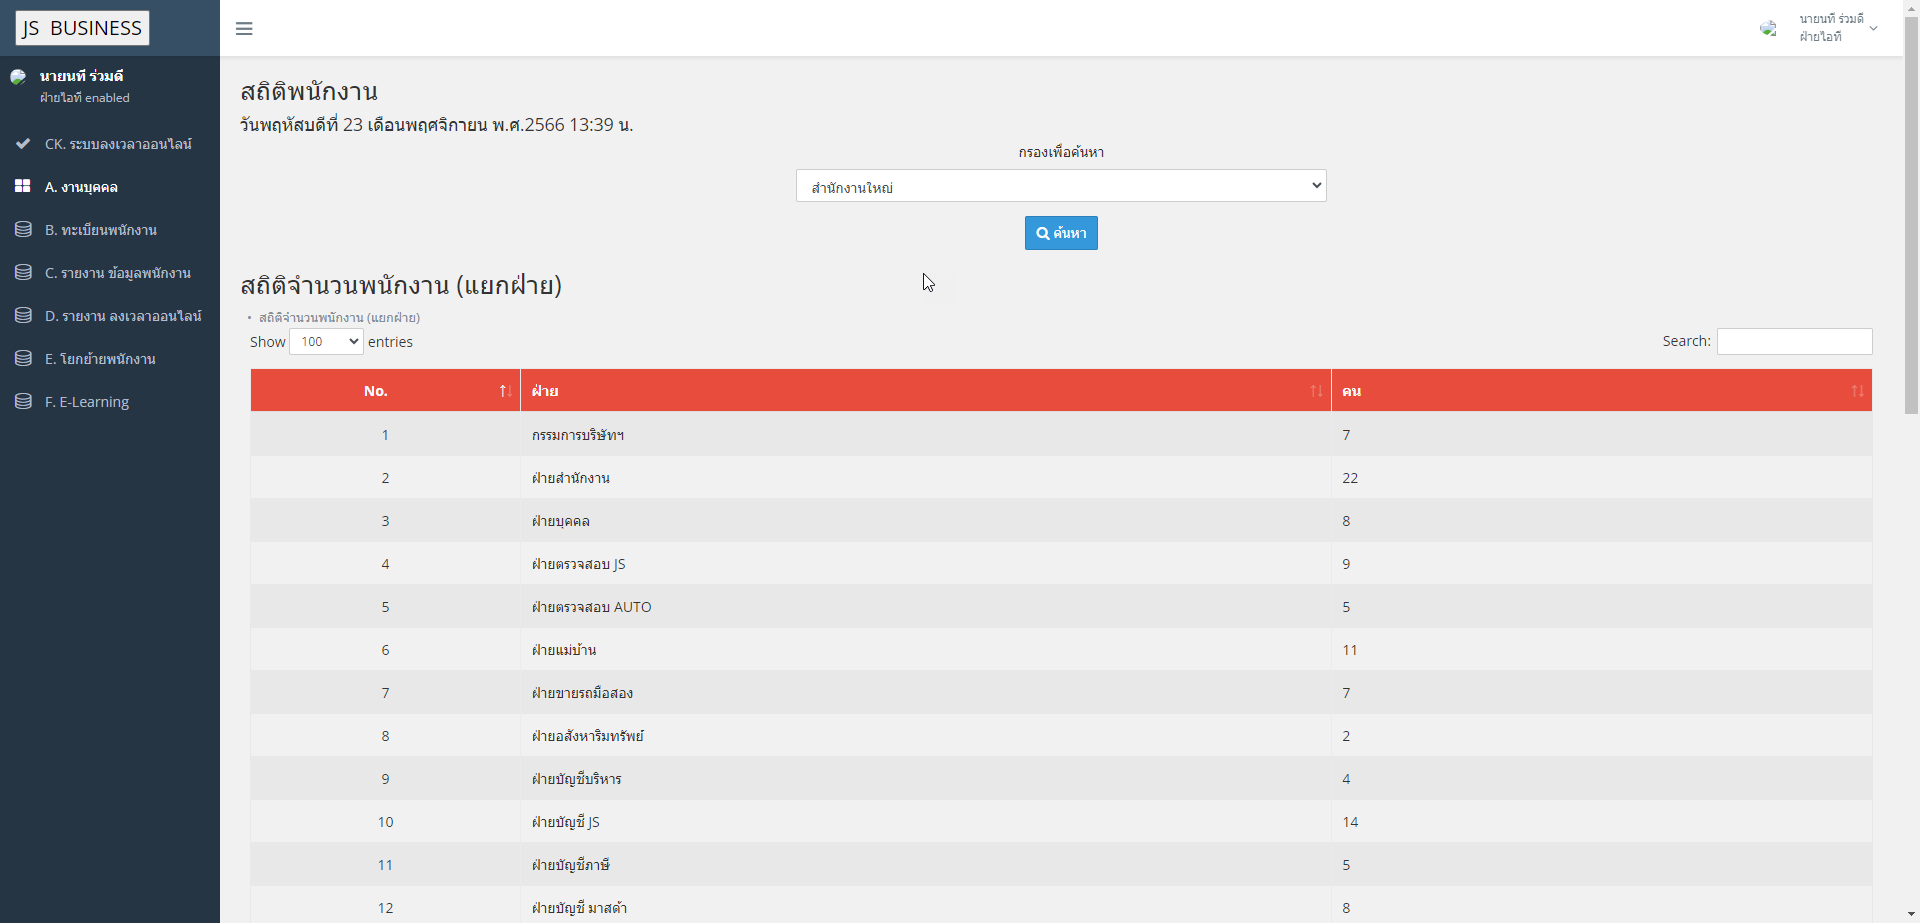 JS BUSINESS
นายนที ร่วมดี
ฝ่ายไอที
นายนที ร่วมดี
ฝ่ายไอที enabled
CK. ระบบลงเวลาออนไลน์
A. งานบุคคล
B. ทะเบียนพนักงาน
C. รายงาน ข้อมูลพนักงาน
D. รายงาน ลงเวลาออนไลน์
E. โยกย้ายพนักงาน
F. E-Learning
สถิติพนักงาน
วันพฤหัสบดีที่ 23 เดือนพฤศจิกายน พ.ศ.2566 13:39 น.
กรองเพื่อค้นหา
สำนักงานใหญ่
ค้นหา
สถิติจำนวนพนักงาน (แยกฝ่าย)
• สถิติจำนวนพนักงาน (แยกฝ่าย)
Show 100 entries
Search:
No. ฝ่าย คน
1 กรรมการบริษัทฯ 7
2 ฝ่ายสำนักงาน 22
3 ฝ่ายบุคคล 8
4 ฝ่ายตรวจสอบ JS 9
5 ฝ่ายตรวจสอบ AUTO 5
6 ฝ่ายแม่บ้าน 11
7 ฝ่ายขายรถมือสอง 7
8 ฝ่ายอสังหาริมทรัพย์ 2
9 ฝ่ายบัญชีบริหาร 4
10 ฝ่ายบัญชี JS 14
11 ฝ่ายบัญชีภาษี 5
12 ฝ่ายบัญชี มาสด้า 8